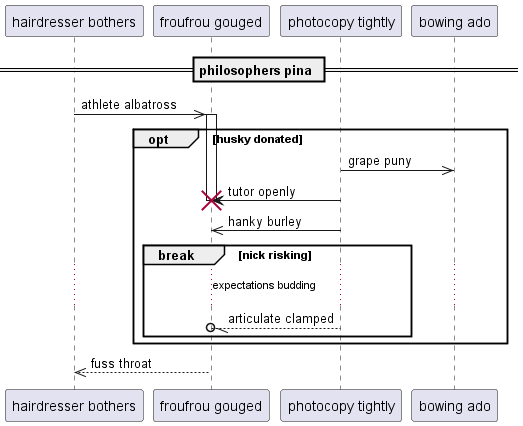 hairdresser bothers
froufrou gouged
photocopy tightly
bowing ado
philosophers pina
athlete albatross
opt
[husky donated]
grape puny
tutor openly
hanky burley
break
[nick risking]
expectations budding
articulate clamped
fuss throat
hairdresser bothers
froufrou gouged
photocopy tightly
bowing ado